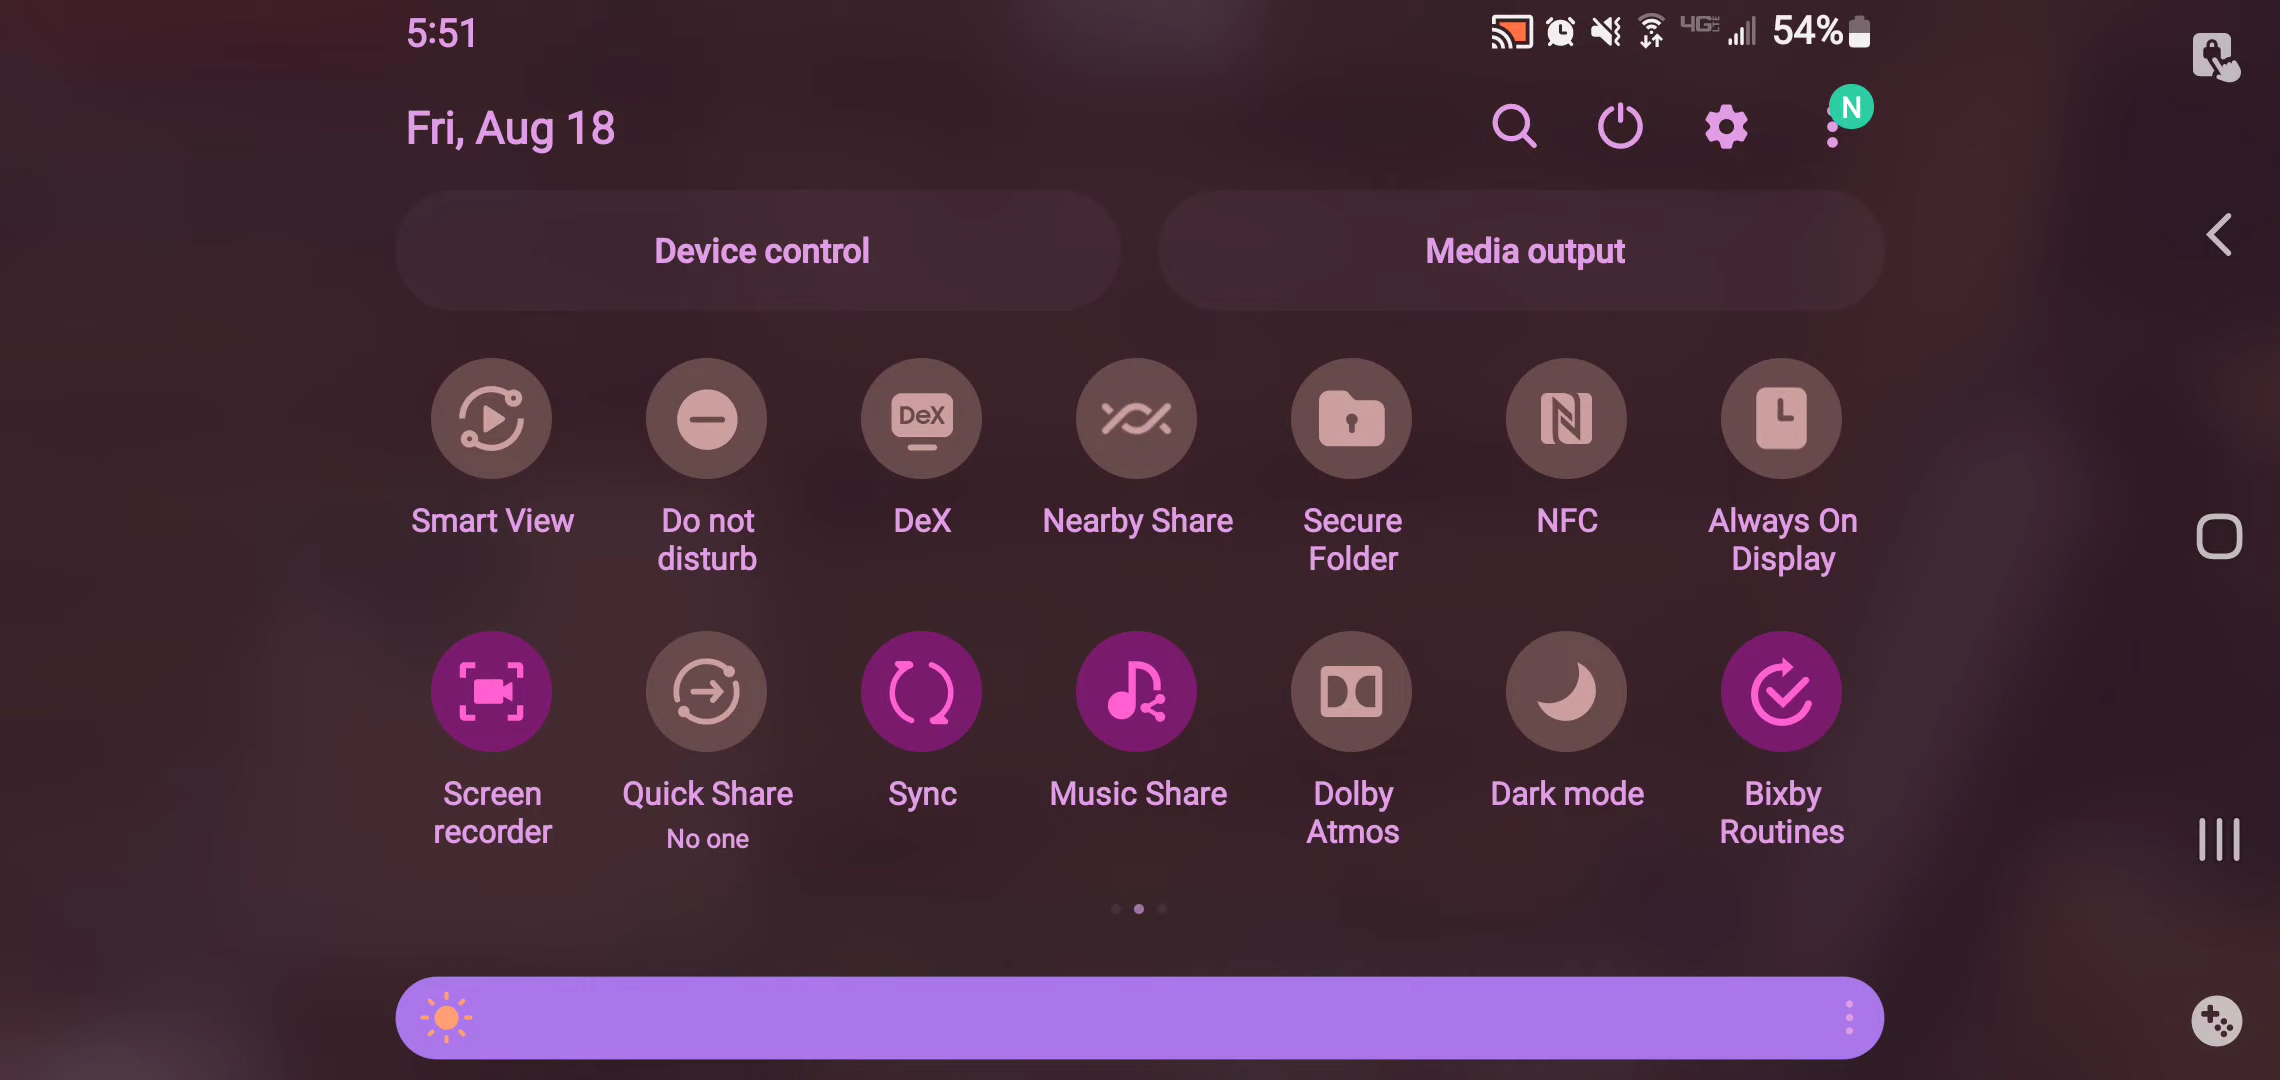 5:51
4G LTE 54%
Fri, Aug 18
N
Device control
Media output
DeX
Smart View
Do not
disturb
DeX
Nearby Share
Secure
Folder
NFC
Always On
Display
Screen
recorder
Quick Share
No one
Sync
Music Share
Dolby
Atmos
Dark mode
Bixby
Routines